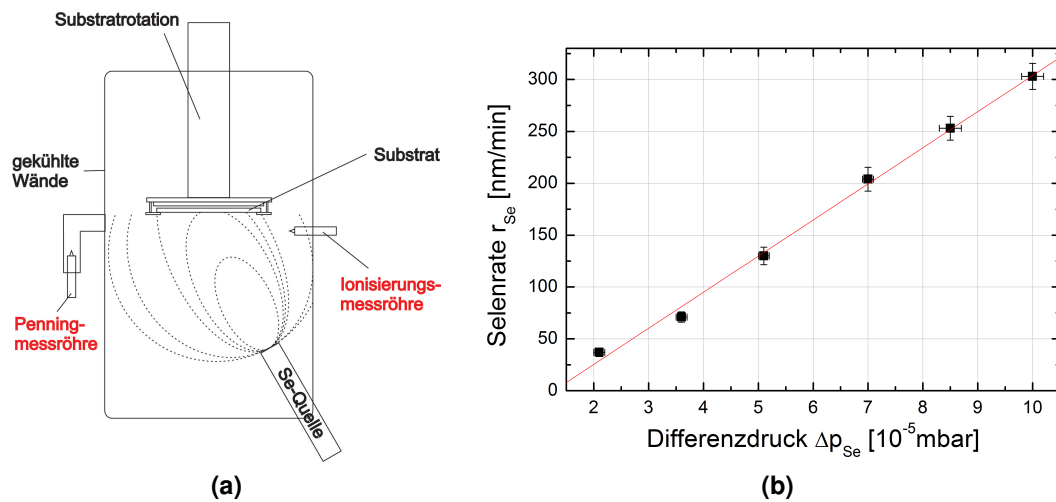 Substratrotation
gekühlte
Wände
Substrat
Ionisierungs-
messröhre
Penning-
messröhre
Se-Quelle
(a)
Selenrate r_Se [nm/min]
300
250
200
150
100
50
0
2 3 4 5 6 7 8 9 10
Differenzdruck Δp_Se [10^-5 mbar]
(b)